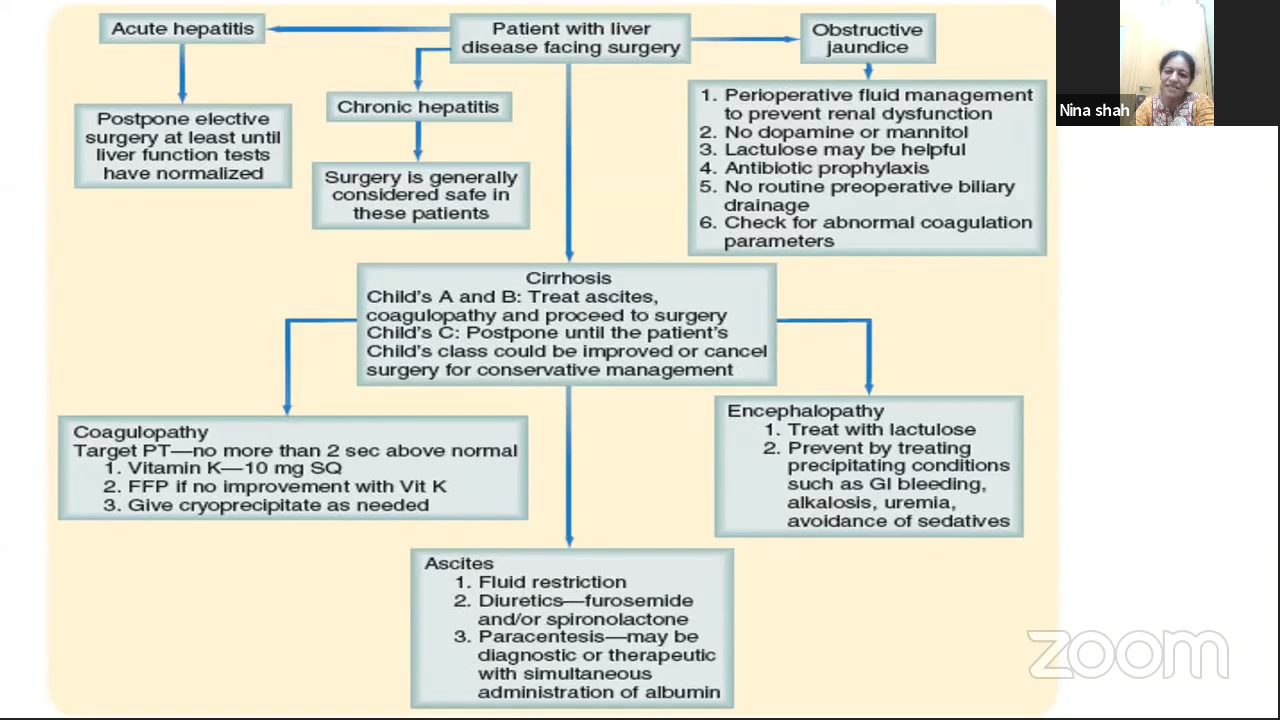 Acute hepatitis
Patient with liver
disease facing surgery
Obstructive
jaundice
Nina shah
Postpone elective
surgery at least until
liver function tests
have normalized
Chronic hepatitis
Surgery is generally
considered safe in
these patients
1. Perioperative fluid management
to prevent renal dysfunction
2. No dopamine or mannitol
3. Lactulose may be helpful
4. Antibiotic prophylaxis
5. No routine preoperative biliary
drainage
6. Check for abnormal coagulation
parameters
Cirrhosis
Child's A and B: Treat ascites,
coagulopathy and proceed to surgery
Child's C: Postpone until the patient's
Child's class could be improved or cancel
surgery for conservative management
Coagulopathy
Target PT—no more than 2 sec above normal
1. Vitamin K—10 mg SQ
2. FFP if no improvement with Vit K
3. Give cryoprecipitate as needed
Encephalopathy
1. Treat with lactulose
2. Prevent by treating
precipitating conditions
such as GI bleeding,
alkalosis, uremia,
avoidance of sedatives
Ascites
1. Fluid restriction
2. Diuretics—furosemide
and/or spironolactone
3. Paracentesis—may be
diagnostic or therapeutic
with simultaneous
administration of albumin
zoom